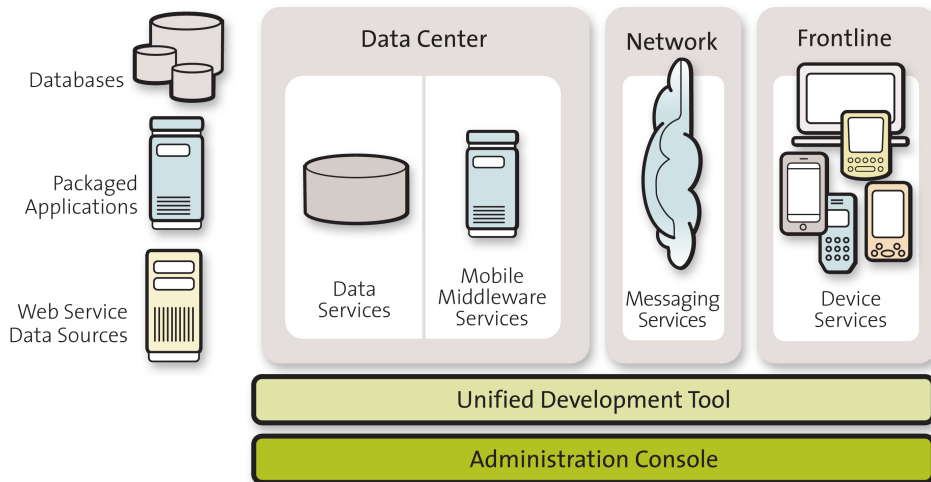 Databases
Packaged
Applications
Web Service
Data Sources
Data Center
Data
Services
Mobile
Middleware
Services
Network
Messaging
Services
Frontline
Device
Services
Unified Development Tool
Administration Console